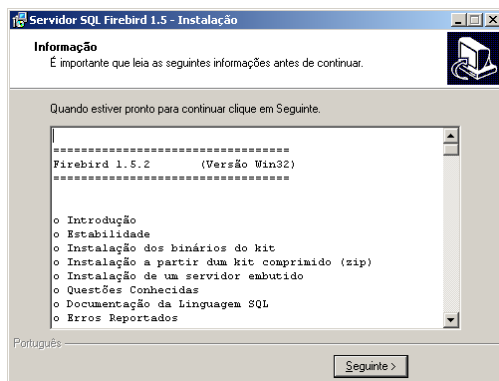 Servidor SQL Firebird 1.5 - Instalação
Informação
É importante que leia as seguintes informações antes de continuar.
Quando estiver pronto para continuar clique em Seguinte.
==================================
Firebird 1.5.2 (Versão Win32)
==================================
o Introdução
o Estabilidade
o Instalação dos binários do kit
o Instalação a partir dum kit comprimido (zip)
o Instalação de um servidor embutido
o Questões Conhecidas
o Documentação da Linguagem SQL
o Erros Reportados
Português
Seguinte >